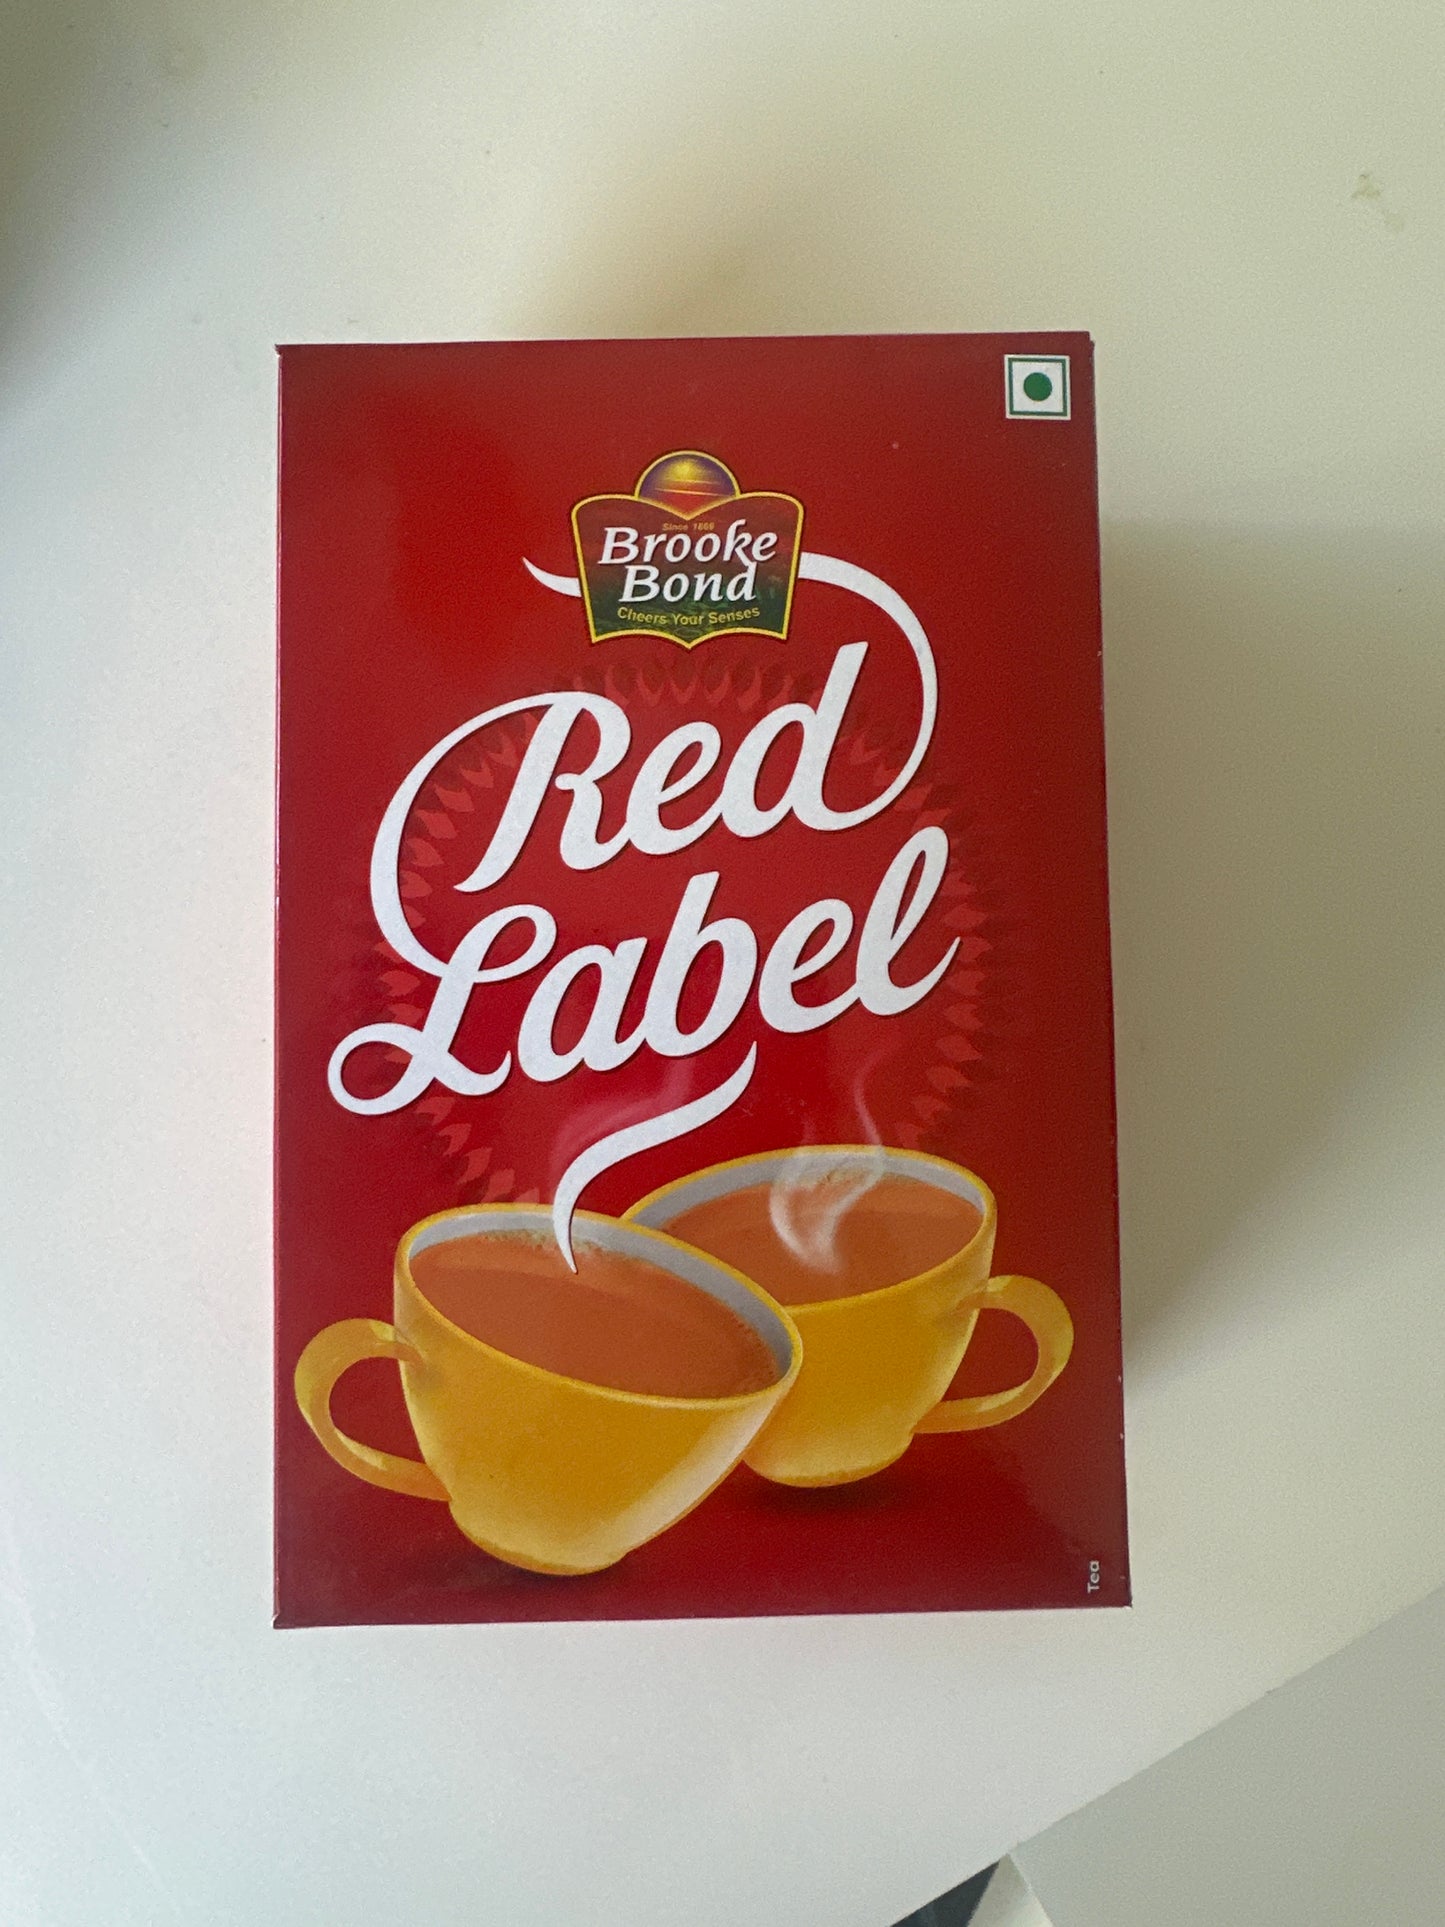 Since 1869
Brooke
Bond
Cheers Your Senses
Red
Label
Tea